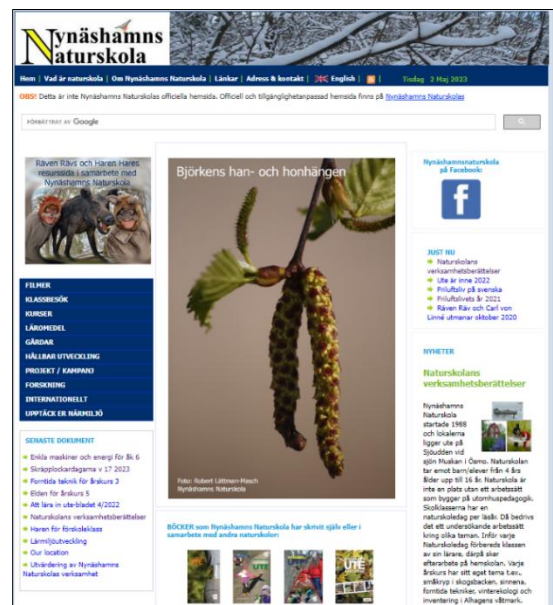 Nynäshamns
Naturskola
Hem | Vad är naturskola | Om Nynäshamns Naturskola | Länkar | Adress & kontakt | English | | Tisdag 2 Maj 2023
OBS! Detta är inte Nynäshamns Naturskolas officiella hemsida. Officiell och tillgänglighetanpassad hemsida finns på Nynäshamns Naturskolas
FÖRBÄTTRAT AV Google
Räven Rävs och Haren Hares
resurssida i samarbete med
Nynäshamns Naturskola
FILMER
KLASSBESÖK
KURSER
LÄROMEDEL
GÅRDAR
HÅLLBAR UTVECKLING
PROJEKT / KAMPANJ
FORSKNING
INTERNATIONELLT
UPPTÄCK ER NÄRMILJÖ
SENASTE DOKUMENT
Enkla maskiner och energi för åk 6
Skräpplockardagarna v 17 2023
Forntida teknik för årskurs 3
Elden för årskurs 5
Att lära in ute-bladet 4/2022
Naturskolans verksamhetsberättelser
Haren för förskoleklass
Lärmiljöutveckling
Our location
Utvärdering av Nynäshamns
Naturskolas verksamhet
Björkens han- och honhängen
Foto: Robert Lättman-Masch
Nynäshamns Naturskola
BÖCKER som Nynäshamns Naturskola har skrivit själv eller i
samarbete med andra naturskolor:
UTE
Nynäshamnsnaturskola
på Facebook:
f
JUST NU
Naturskolans
verksamhetsberättelser
Ute är inne 2022
Friluftsliv på svenska
Friluftslivets år 2021
Räven Räv och Carl von
Linné utmanar oktober 2020
NYHETER
Naturskolans
verksamhetsberättelser
Nynäshamns
Naturskola
startade 1988
och lokalerna
ligger ute på
Sjöudden vid
sjön Muskan i Ösmo. Naturskolan
tar emot barn/elever från 4 års
ålder upp till 16 år. Naturskola är
inte en plats utan ett arbetssätt
som bygger på utomhuspedagogik.
Skolklasserna har en
naturskoledag per läsår. Då bedrivs
det ett undersökande arbetssätt
kring olika teman. Inför varje
Naturskoledag förbereds klassen
av sin lärare, därpå sker
efterarbete på hemskolan. Varje
årskurs har sitt eget tema t.ex.,
småkryp i skogsbacken, sinnena,
forntida tekniker, vinterekologi och
inventering i Alhagens våtmark.